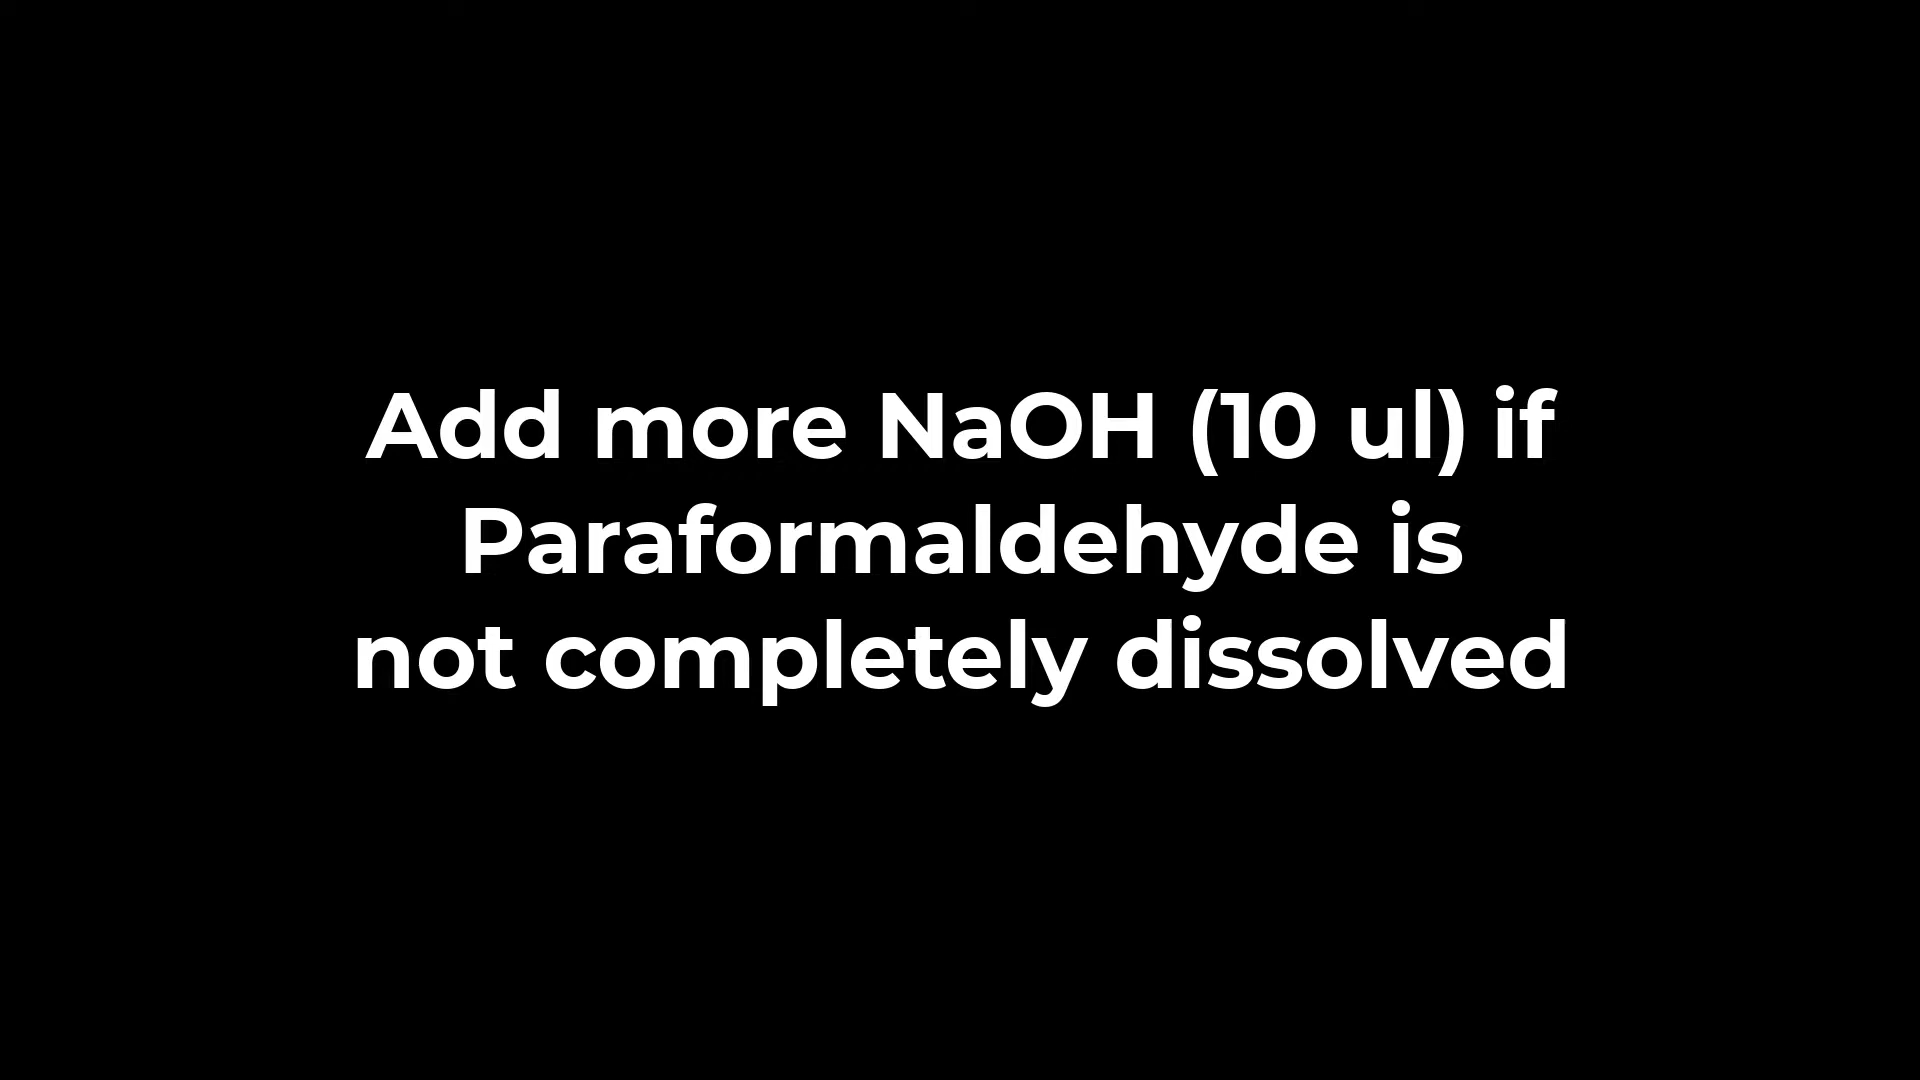 Add more NaOH (10 ul) if
Paraformaldehyde is
not completely dissolved